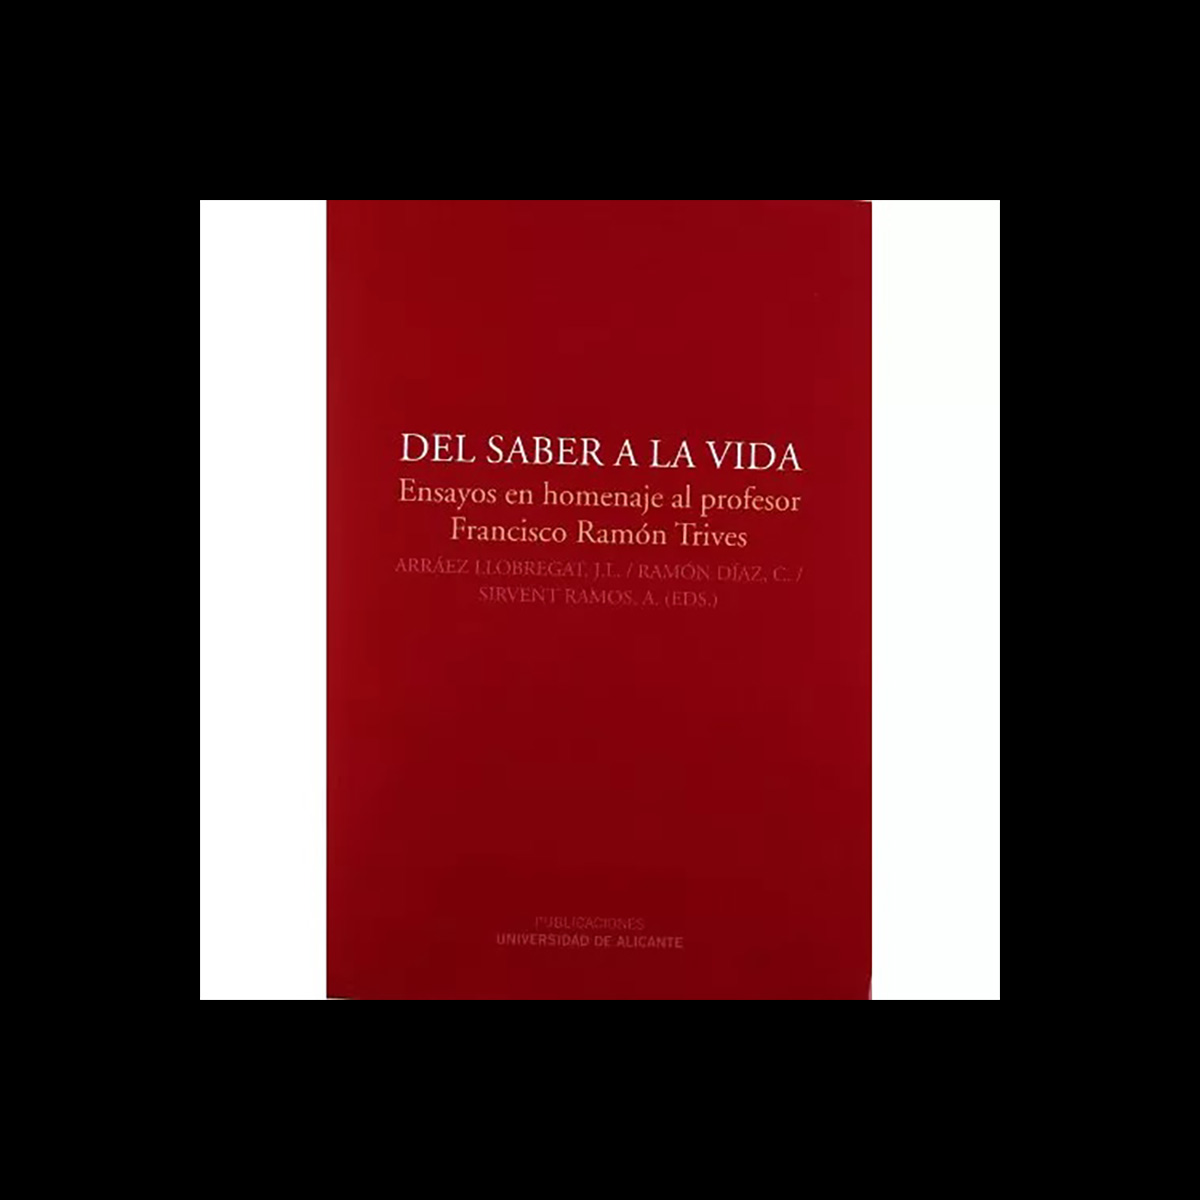 DEL SABER A LA VIDA
Ensayos en homenaje al profesor
Francisco Ramón Trives
ARRÁEZ LLOBREGAT, J.L. / RAMÓN DÍAZ, C. /
SIRVENT RAMOS, A. (EDS.)
PUBLICACIONES
UNIVERSIDAD DE ALICANTE